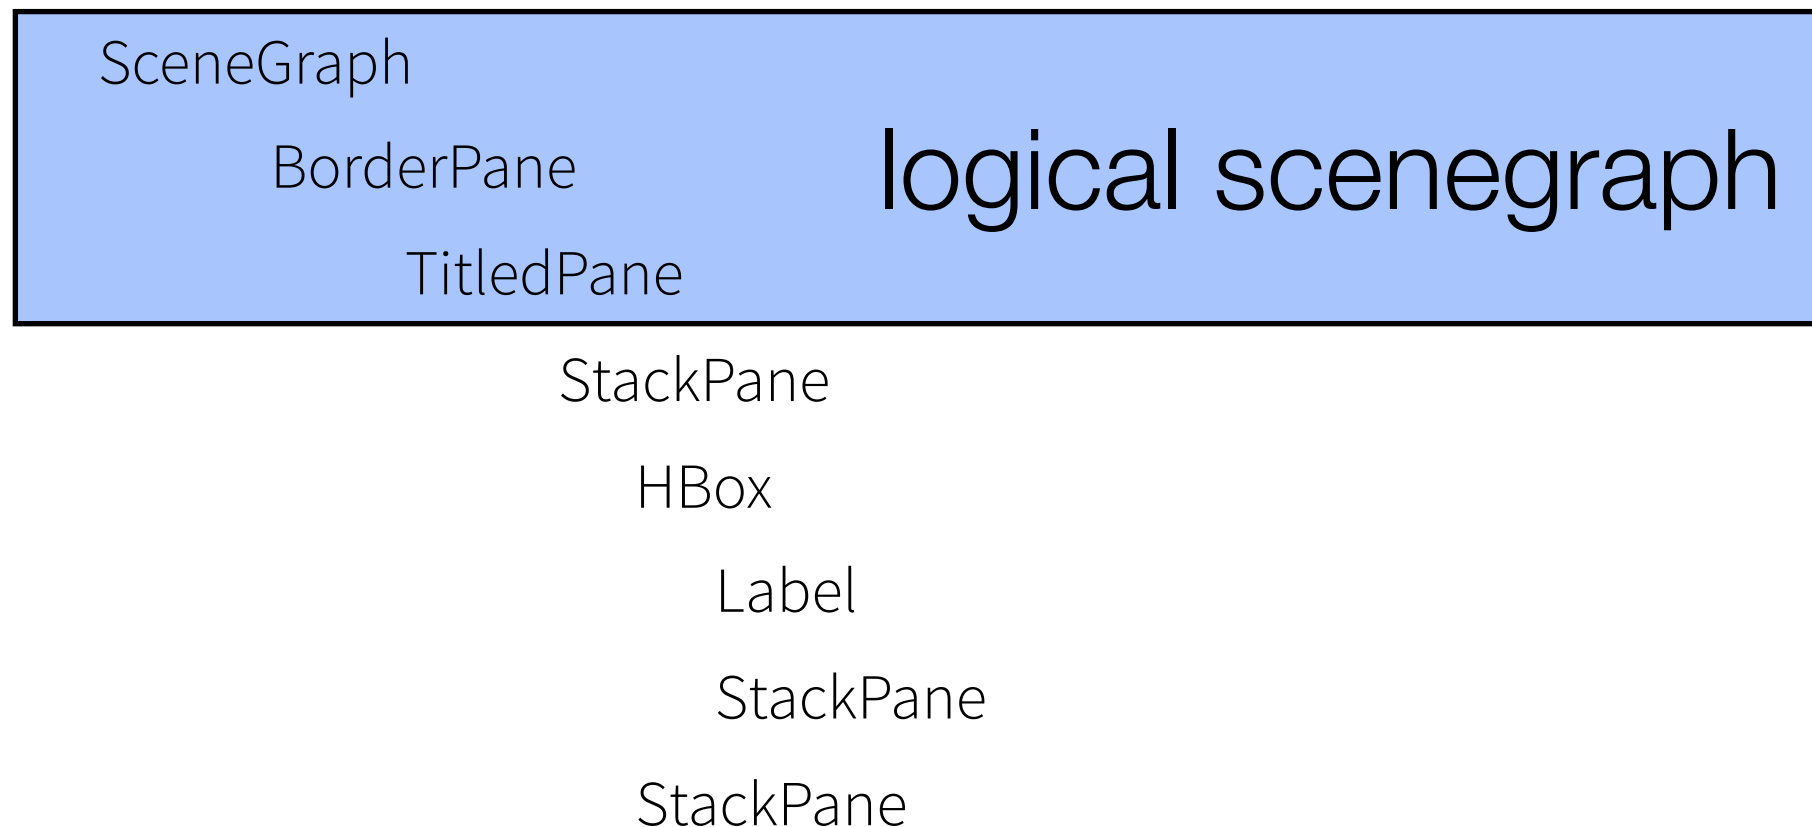 SceneGraph
BorderPane
logical scenegraph
TitledPane
StackPane
HBox
Label
StackPane
StackPane